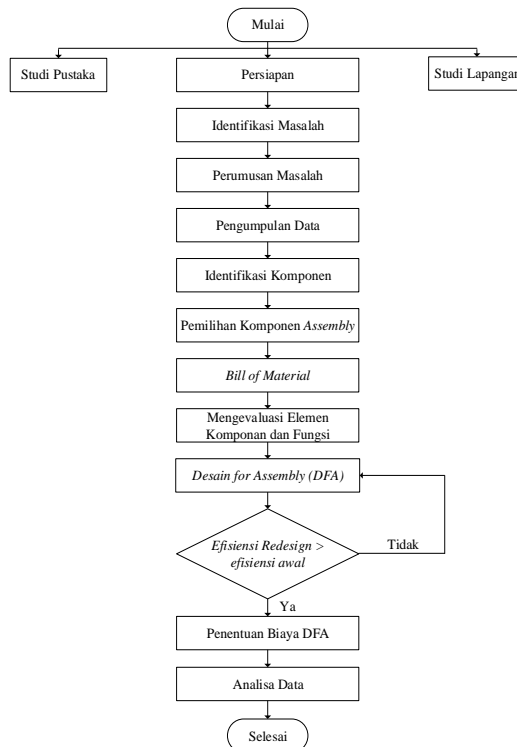 Mulai
Studi Pustaka
Persiapan
Studi Lapangan
Identifikasi Masalah
Perumusan Masalah
Pengumpulan Data
Identifikasi Komponen
Pemilihan Komponen Assembly
Bill of Material
Mengevaluasi Elemen
Komponan dan Fungsi
Desain for Assembly (DFA)
Efisiensi Redesign >
efisiensi awal
Tidak
Ya
Penentuan Biaya DFA
Analisa Data
Selesai